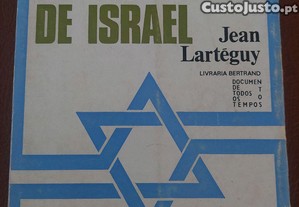 CustoJusto.pt
DE ISRAEL
Jean
Lartéguy
LIVRARIA BERTRAND
DOCUMEN
DE T
TODOS
OS O
TEMPOS